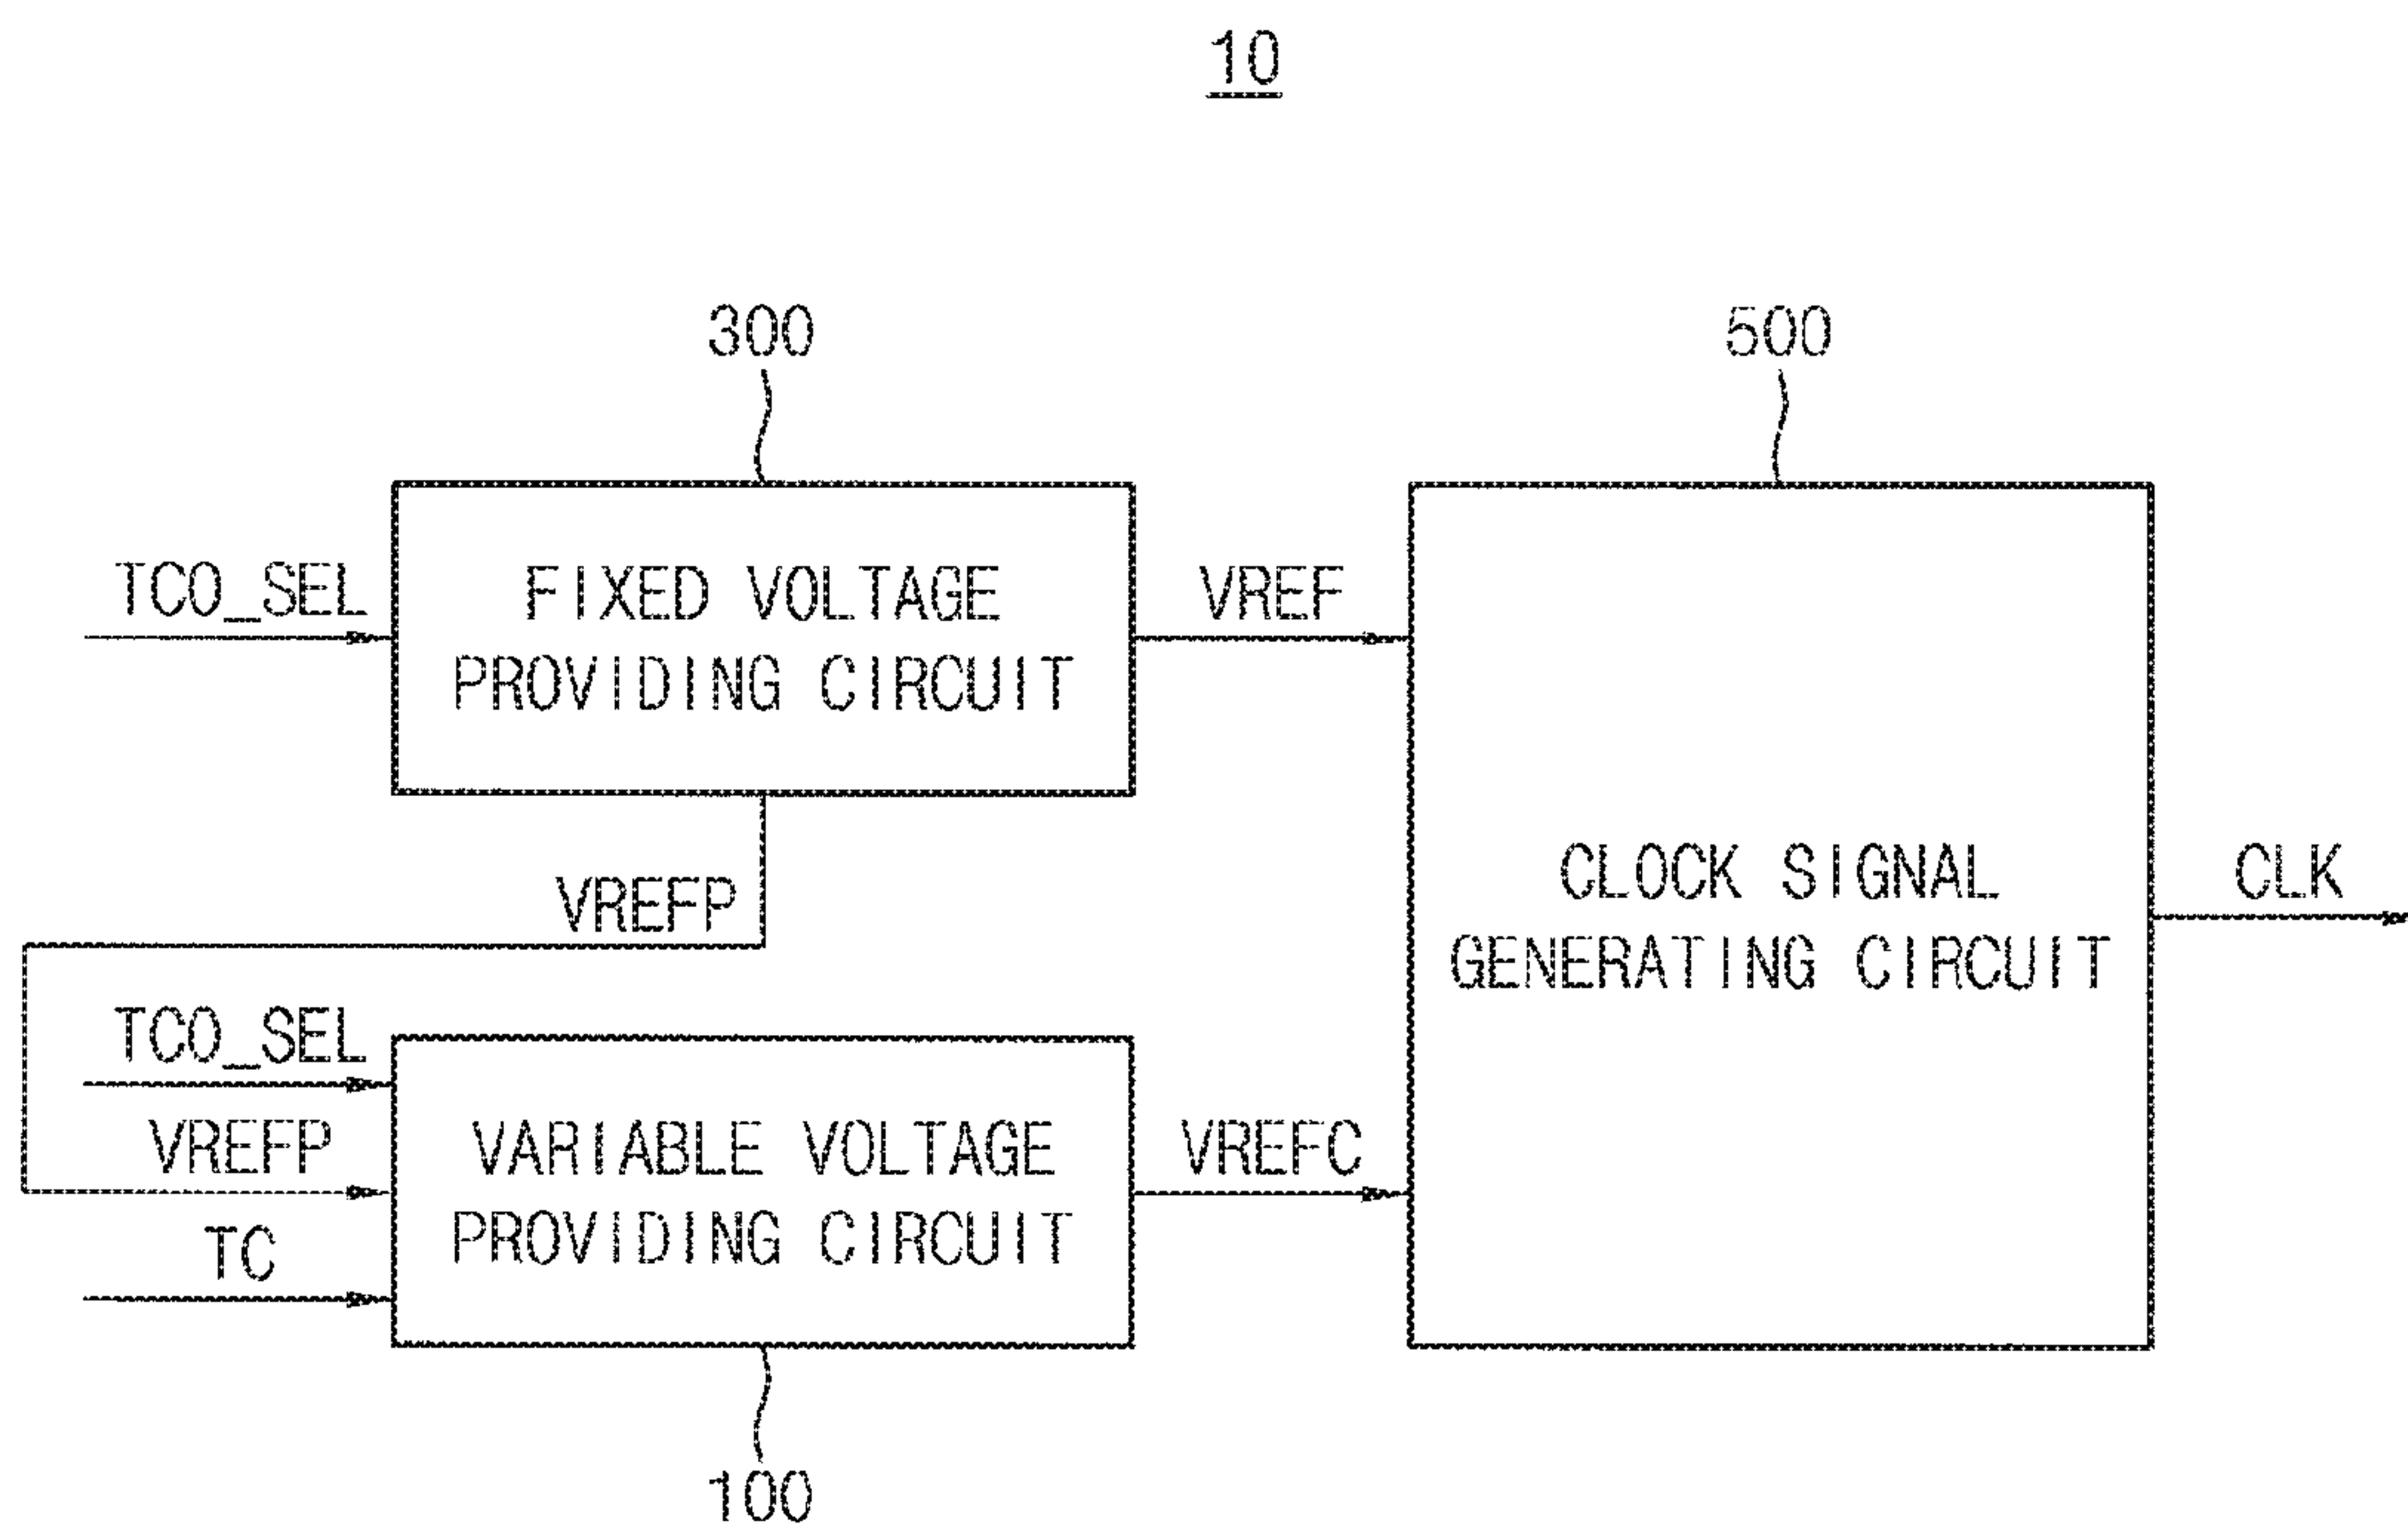 10
300
500
TCO_SEL
FIXED VOLTAGE
PROVIDING CIRCUIT
VREF
VREFP
CLOCK SIGNAL
GENERATING CIRCUIT
CLK
TCO_SEL
VREFP
TC
VARIABLE VOLTAGE
PROVIDING CIRCUIT
VREFC
100